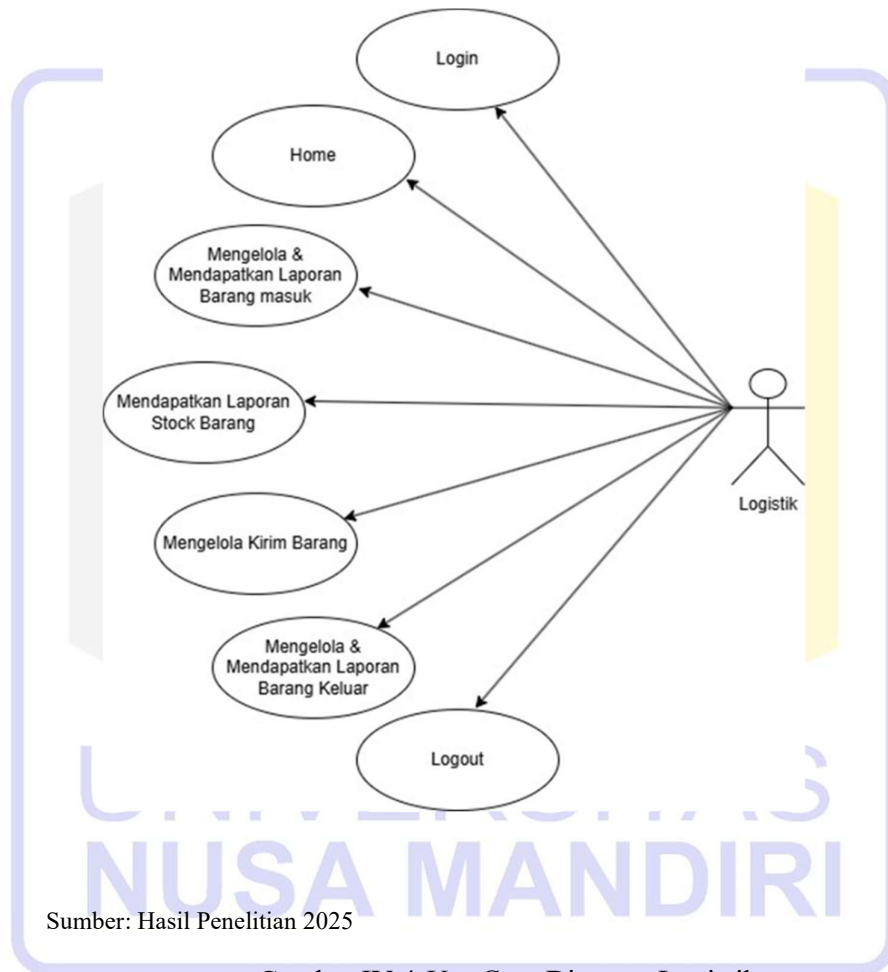 Login
Home
Mengelola &
Mendapatkan Laporan
Barang masuk
Mendapatkan Laporan
Stock Barang
Mengelola Kirim Barang
Logistik
Mengelola &
Mendapatkan Laporan
Barang Keluar
Logout
UNIVERSITAS
NUSA MANDIRI
Sumber: Hasil Penelitian 2025